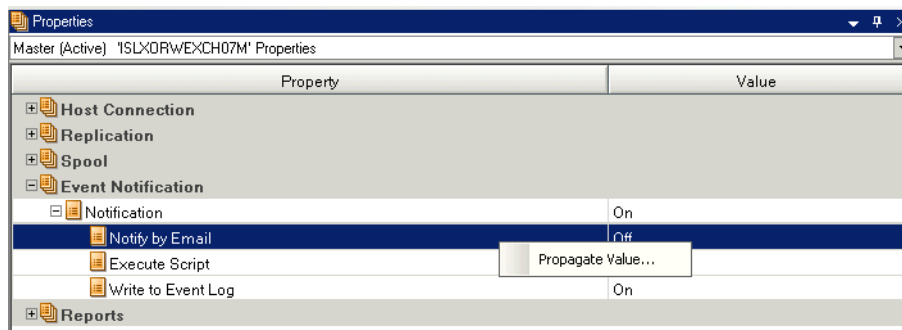 Properties
Master (Active) 'ISLXORWEXCH07M' Properties
Property Value
Host Connection
Replication
Spool
Event Notification
Notification On
Notify by Email Off
Propagate Value...
Execute Script
Write to Event Log On
Reports